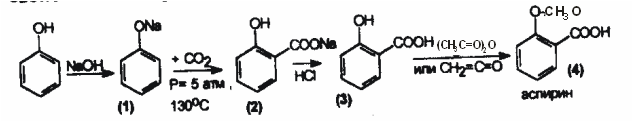 OH
NaOH
ONa
(1)
+ CO2
P= 5 атм,
130°C
OH
COONa
(2)
HCl
OH
COOH
(3)
(CH3C=O)2O
или CH2=C=O
O-CH3 O
COOH
(4)
аспирин